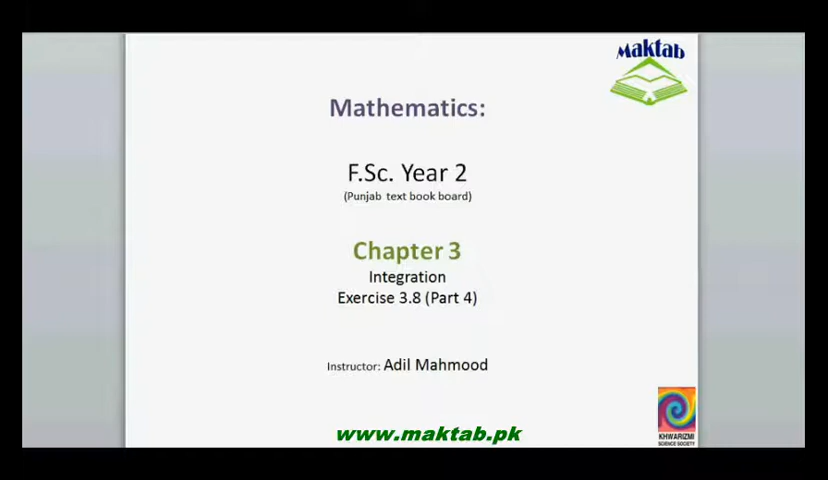 Maktab
Mathematics:
F.Sc. Year 2
(Punjab text book board)
Chapter 3
Integration
Exercise 3.8 (Part 4)
Instructor: Adil Mahmood
www.maktab.pk
KHWARIZMI
SCIENCE SOCIETY